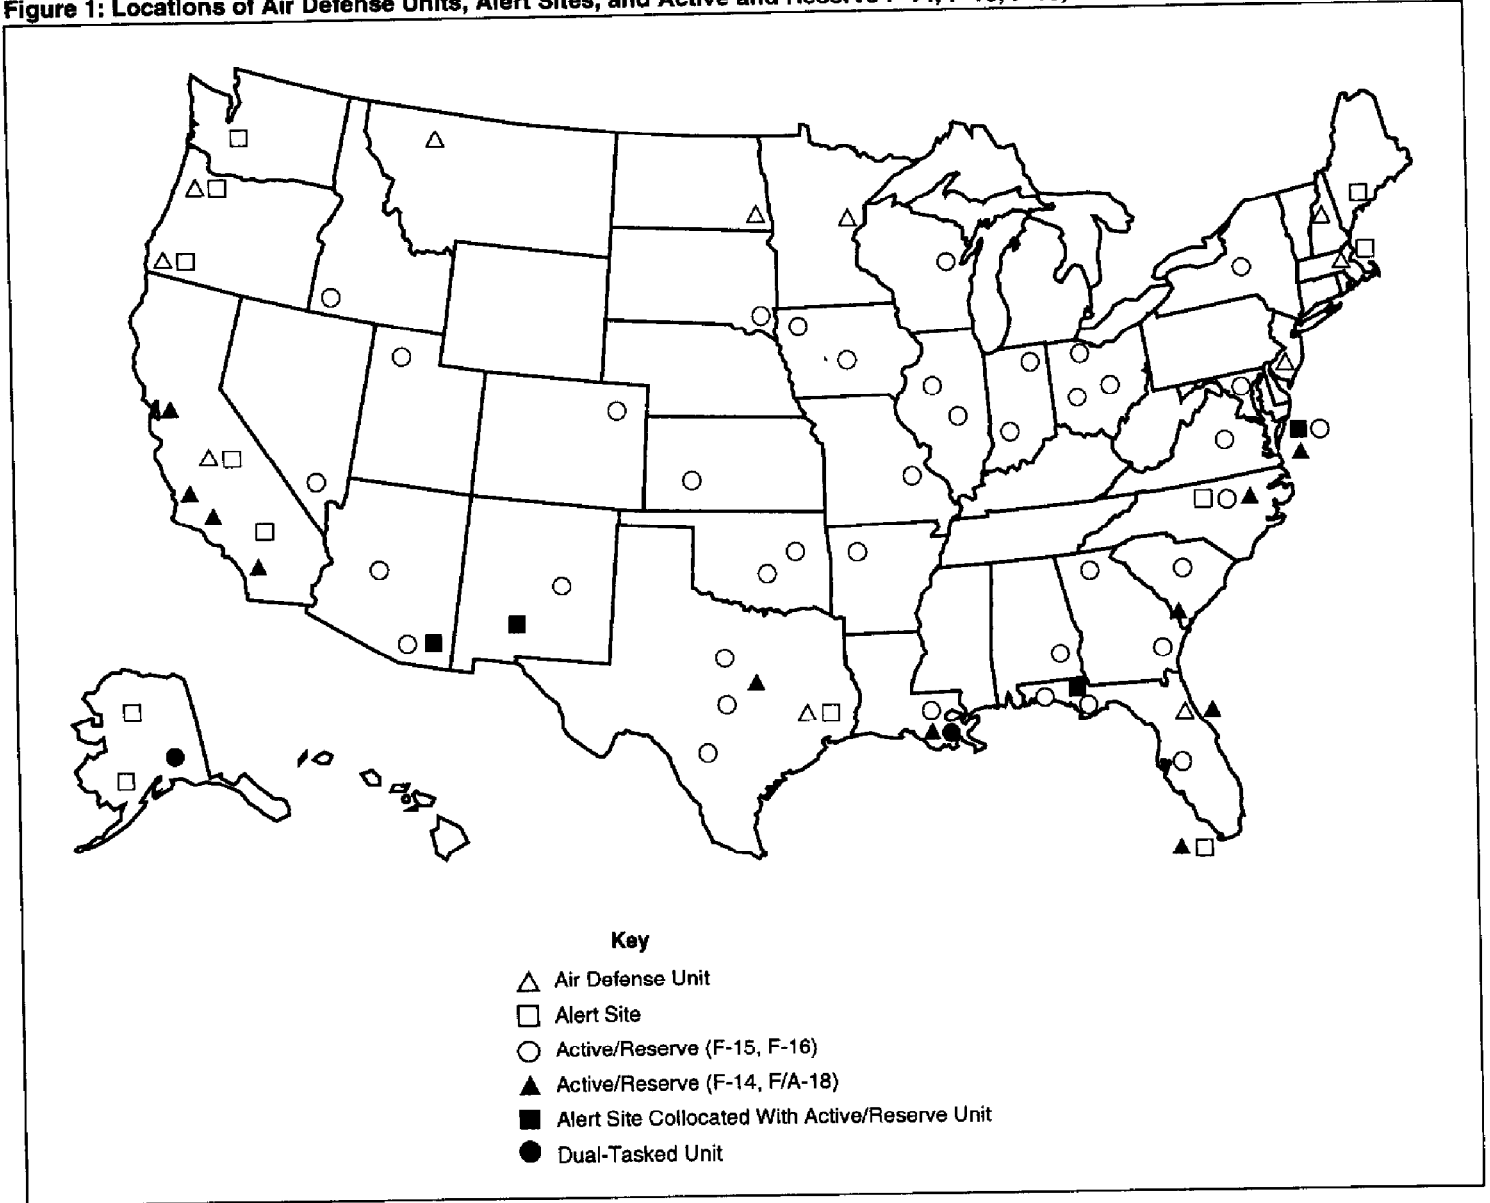 Figure 1: Locations of Air Defense Units, Alert Sites, and Active and Reserve
Key
Air Defense Unit
Alert Site
Active/Reserve (F-15, F-16)
Active/Reserve (F-14, F/A-18)
Alert Site Collocated With Active/Reserve Unit
Dual-Tasked Unit